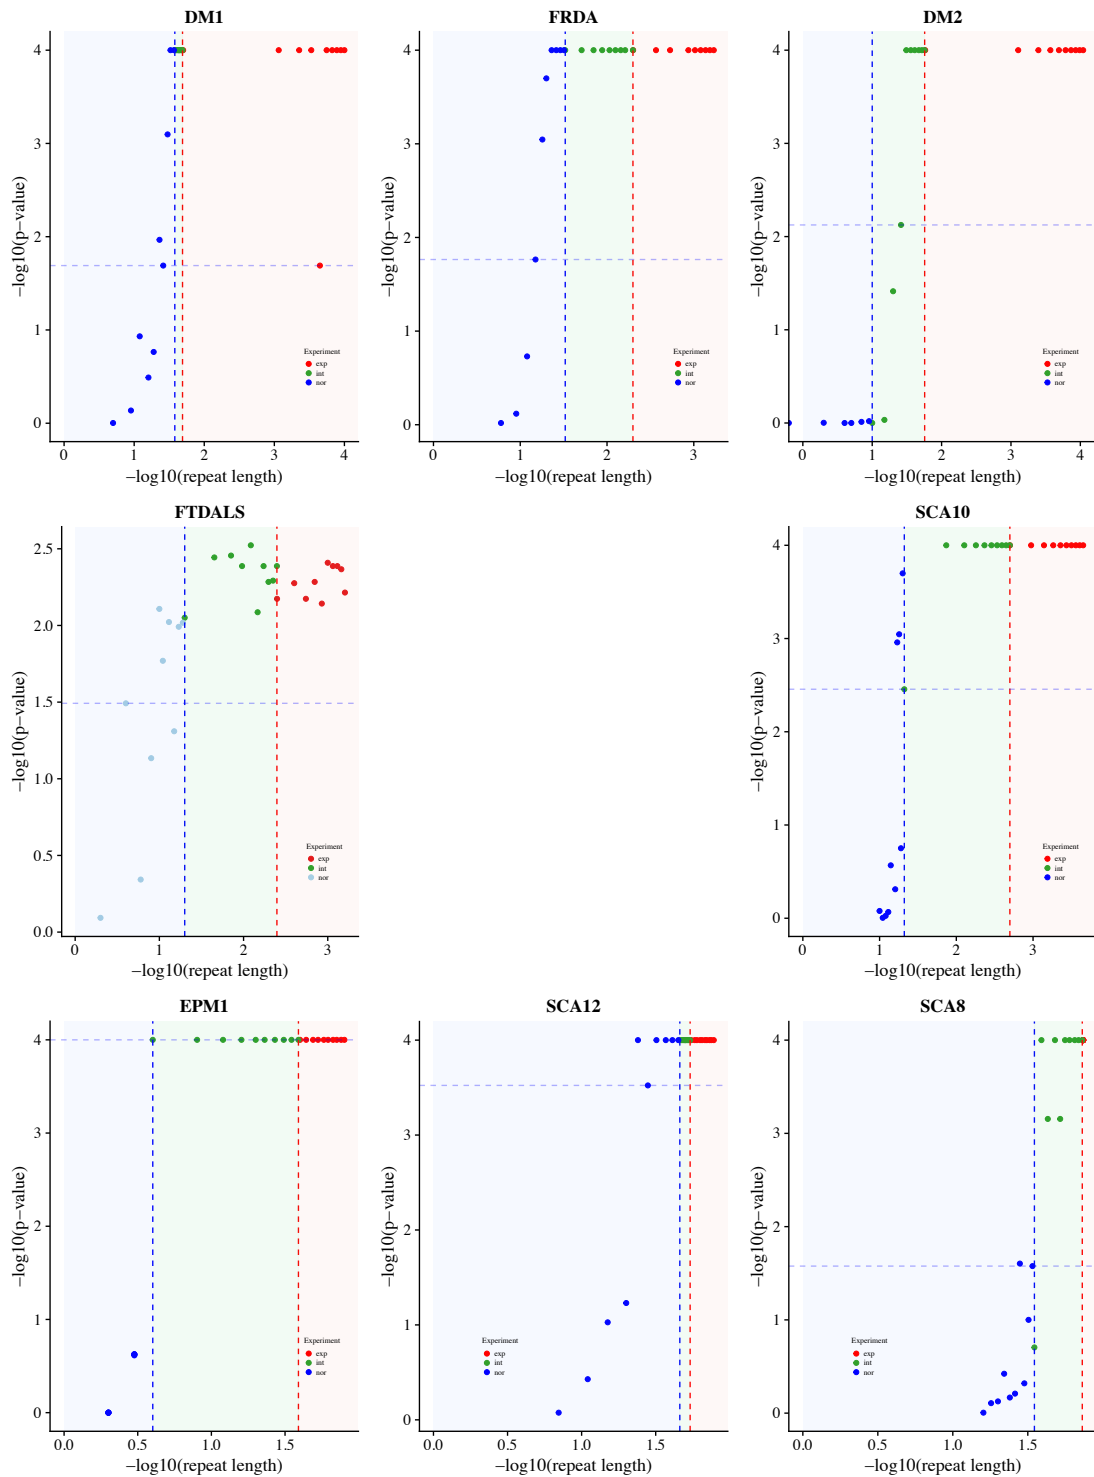 DM1
4
3
2
1
0
−log10(p−value)
Experiment
exp
int
nor
0 1 2 3 4
−log10(repeat length)
FRDA
4
3
2
1
0
−log10(p−value)
Experiment
exp
int
nor
0 1 2 3
−log10(repeat length)
DM2
4
3
2
1
0
−log10(p−value)
Experiment
exp
int
nor
0 1 2 3 4
−log10(repeat length)
FTDALS
2.5
2.0
1.5
1.0
0.5
0.0
−log10(p−value)
Experiment
exp
int
nor
0 1 2 3
−log10(repeat length)
SCA10
4
3
2
1
0
−log10(p−value)
Experiment
exp
int
nor
0 1 2 3
−log10(repeat length)
EPM1
4
3
2
1
0
−log10(p−value)
Experiment
exp
int
nor
0.0 0.5 1.0 1.5
−log10(repeat length)
SCA12
4
3
2
1
0
−log10(p−value)
Experiment
exp
int
nor
0.0 0.5 1.0 1.5
−log10(repeat length)
SCA8
4
3
2
1
0
−log10(p−value)
Experiment
exp
int
nor
0.0 0.5 1.0 1.5
−log10(repeat length)